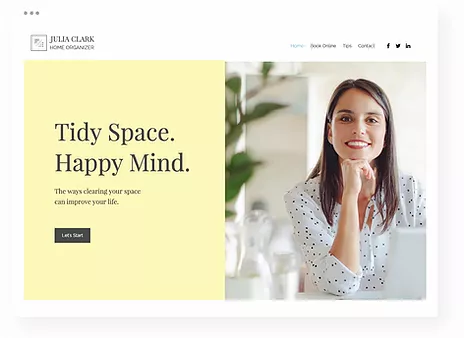 JULIA CLARK
HOME ORGANIZER
Home Book Online Tips Contact
Tidy Space.
Happy Mind.
The ways clearing your space
can improve your life.
Let's Start